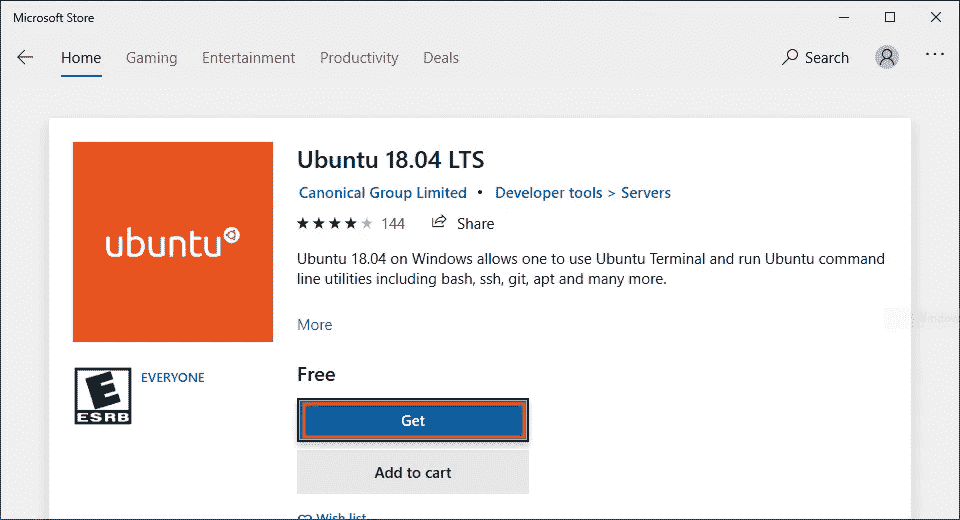 Microsoft Store
Home Gaming Entertainment Productivity Deals Search
Ubuntu 18.04 LTS
Canonical Group Limited • Developer tools > Servers
144 Share
ubuntu
Ubuntu 18.04 on Windows allows one to use Ubuntu Terminal and run Ubuntu command
line utilities including bash, ssh, git, apt and many more.
More
Free
E
ESRB
EVERYONE
Get
Add to cart
Wish list